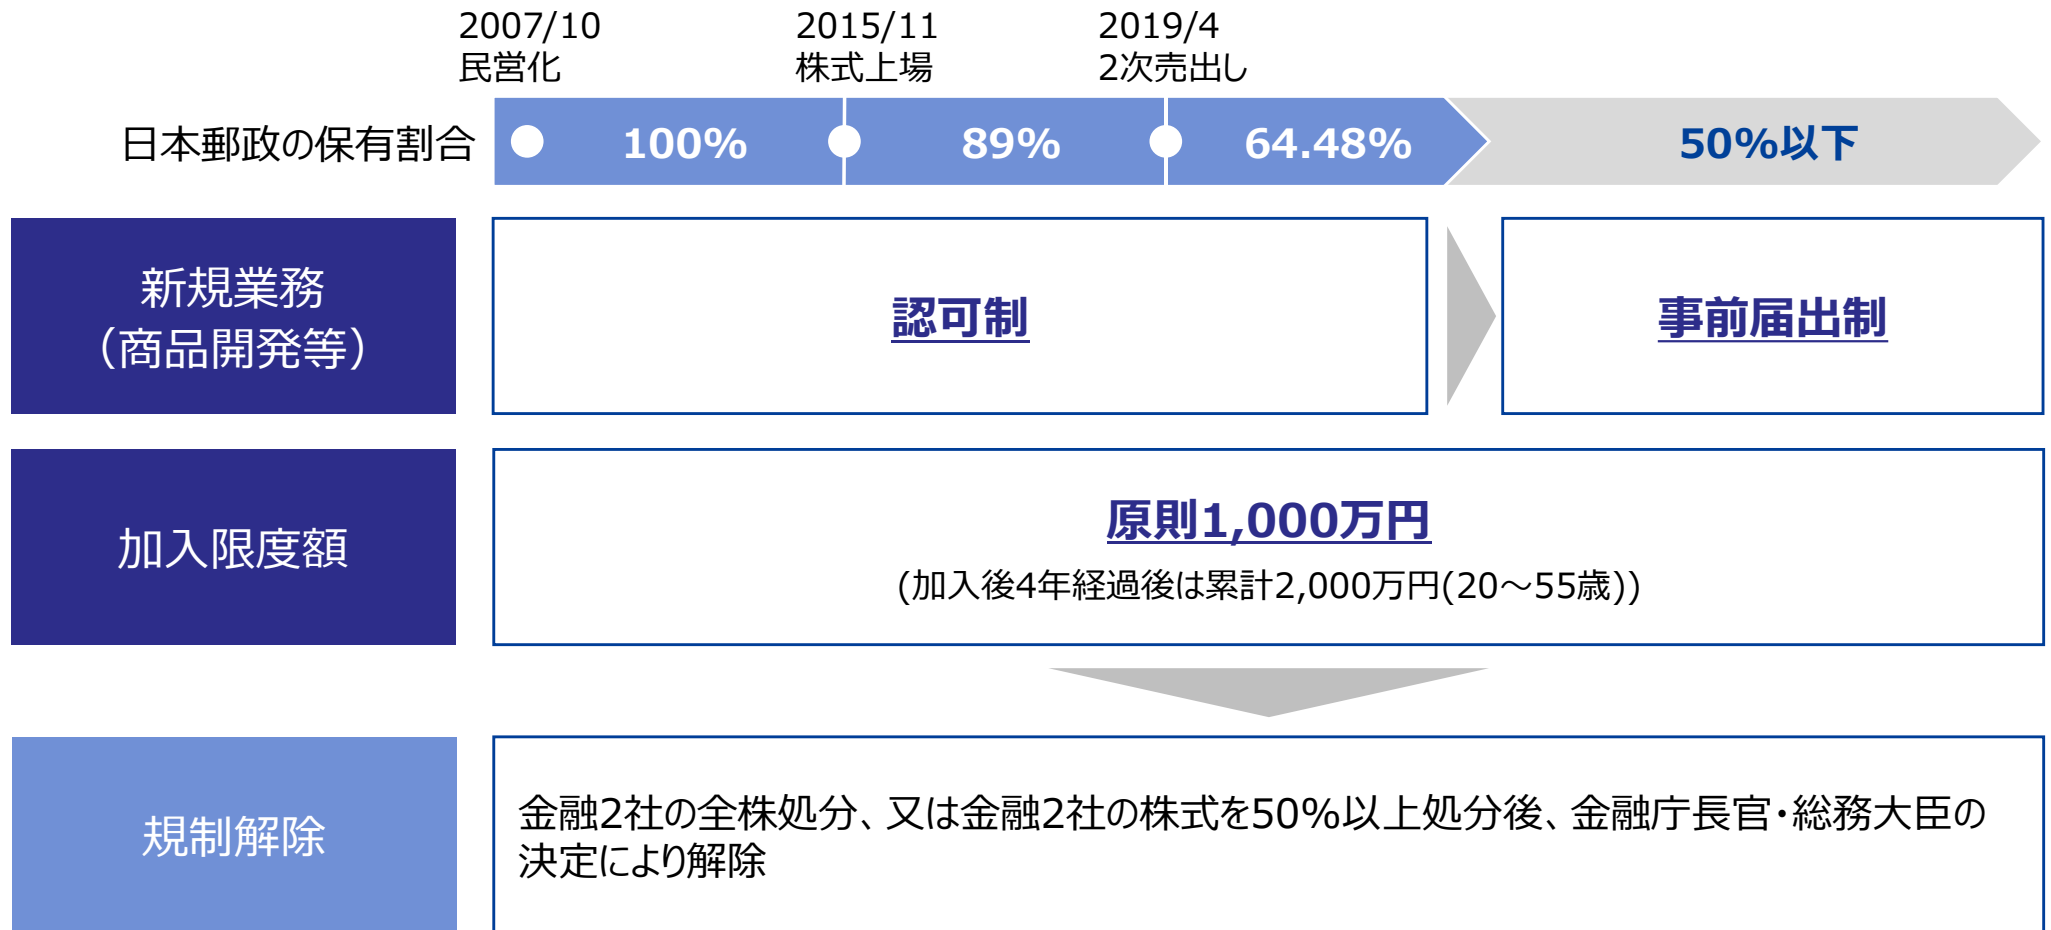 2007/10
民営化
2015/11
株式上場
2019/4
2次売出し
日本郵政の保有割合
100%
89%
64.48%
50%以下
新規業務
（商品開発等）
認可制
事前届出制
加入限度額
原則1,000万円
(加入後4年経過後は累計2,000万円(20～55歳))
規制解除
金融2社の全株処分、又は金融2社の株式を50%以上処分後、金融庁長官・総務大臣の
決定により解除